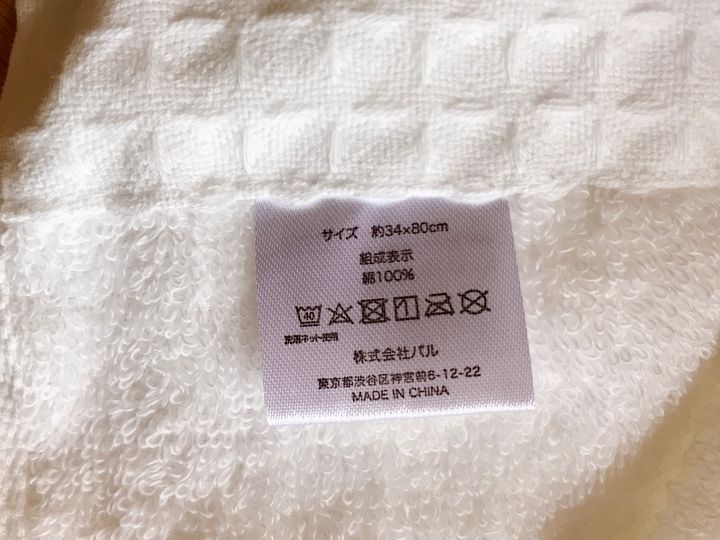 サイズ 約34×80cm
組成表示
綿100%
40
洗濯ネット使用
株式会社パル
東京都渋谷区神宮前6-12-22
MADE IN CHINA